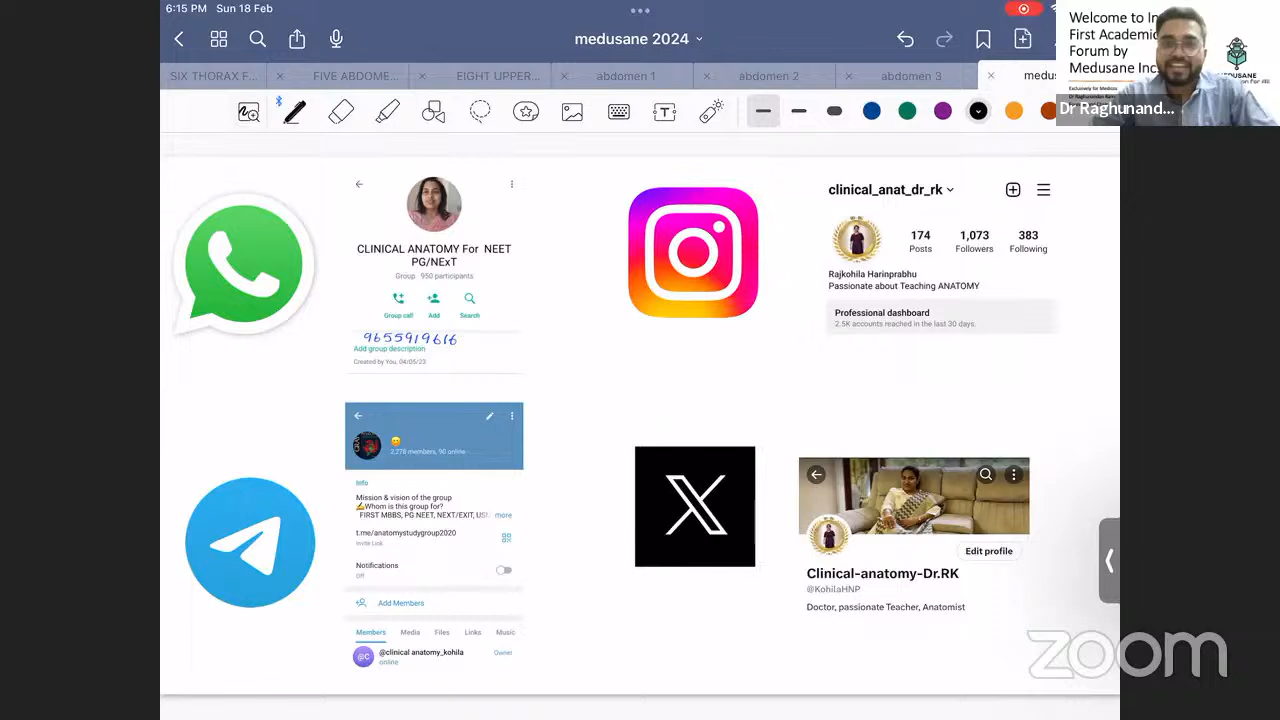 6:15 PM Sun 18 Feb
medusane 2024
SIX THORAX F...
FIVE ABDOME...
EIGHT UPPER...
abdomen 1
abdomen 2
abdomen 3
medus
Welcome to In
First Academic
Forum by
Medusane Inc.
Exclusively for Medicos
Dr Raghunand...
CLINICAL ANATOMY For NEET
PG/NExT
Group 950 participants
Group call Add Search
9655919616
Add group description
Created by You, 04/05/23
clinical_anat_dr_rk
174 1,073 383
Posts Followers Following
Rajkohila Harinprabhu
Passionate about Teaching ANATOMY
Professional dashboard
2.5K accounts reached in the last 30 days.
2,276 members, 90 online
Info
Mission & vision of the group
✍Whom is this group for?
FIRST MBBS, PG NEET, NEXT/EXIT, USM more
t.me/anatomystudygroup2020
Invite Link
Notifications
Off
Add Members
Members Media Files Links Music
@C @clinical anatomy_kohila Owner
online
X
Edit profile
Clinical-anatomy-Dr.RK
@KohilaHNP
Doctor, passionate Teacher, Anatomist
zoom